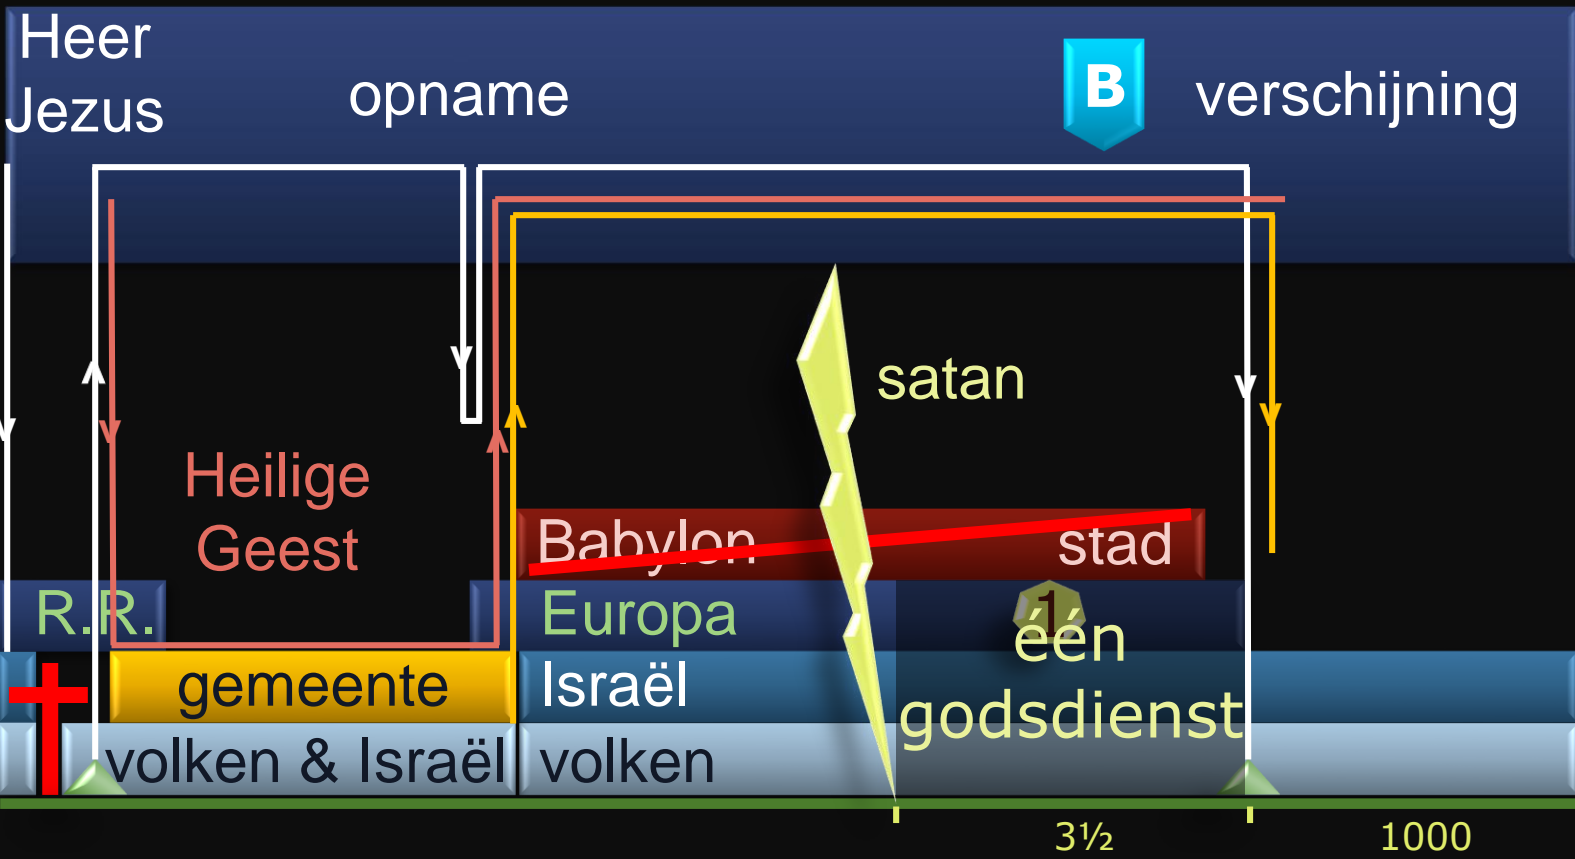 Heer
Jezus
opname
B
verschijning
satan
Heilige
Geest
Babylon
stad
R.R.
Europa
1
één
gemeente
Israël
godsdienst
volken & Israël
volken
3½
1000